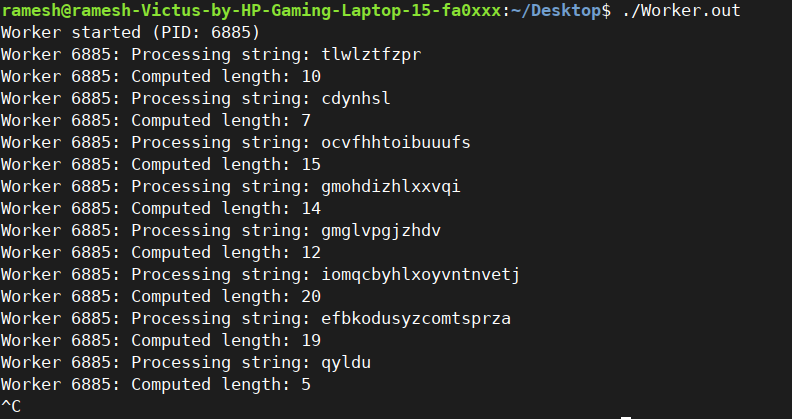 ramesh@ramesh-Victus-by-HP-Gaming-Laptop-15-fa0xxx:~/Desktop$ ./Worker.out
Worker started (PID: 6885)
Worker 6885: Processing string: tlwlztfzpr
Worker 6885: Computed length: 10
Worker 6885: Processing string: cdynhsl
Worker 6885: Computed length: 7
Worker 6885: Processing string: ocvfhhtoibuuufs
Worker 6885: Computed length: 15
Worker 6885: Processing string: gmohdizhlxxvqi
Worker 6885: Computed length: 14
Worker 6885: Processing string: gmglvpgjzhdv
Worker 6885: Computed length: 12
Worker 6885: Processing string: iomqcbyhlxoyvntnvetj
Worker 6885: Computed length: 20
Worker 6885: Processing string: efbkodusyzcomtsprza
Worker 6885: Computed length: 19
Worker 6885: Processing string: qyldu
Worker 6885: Computed length: 5
^C